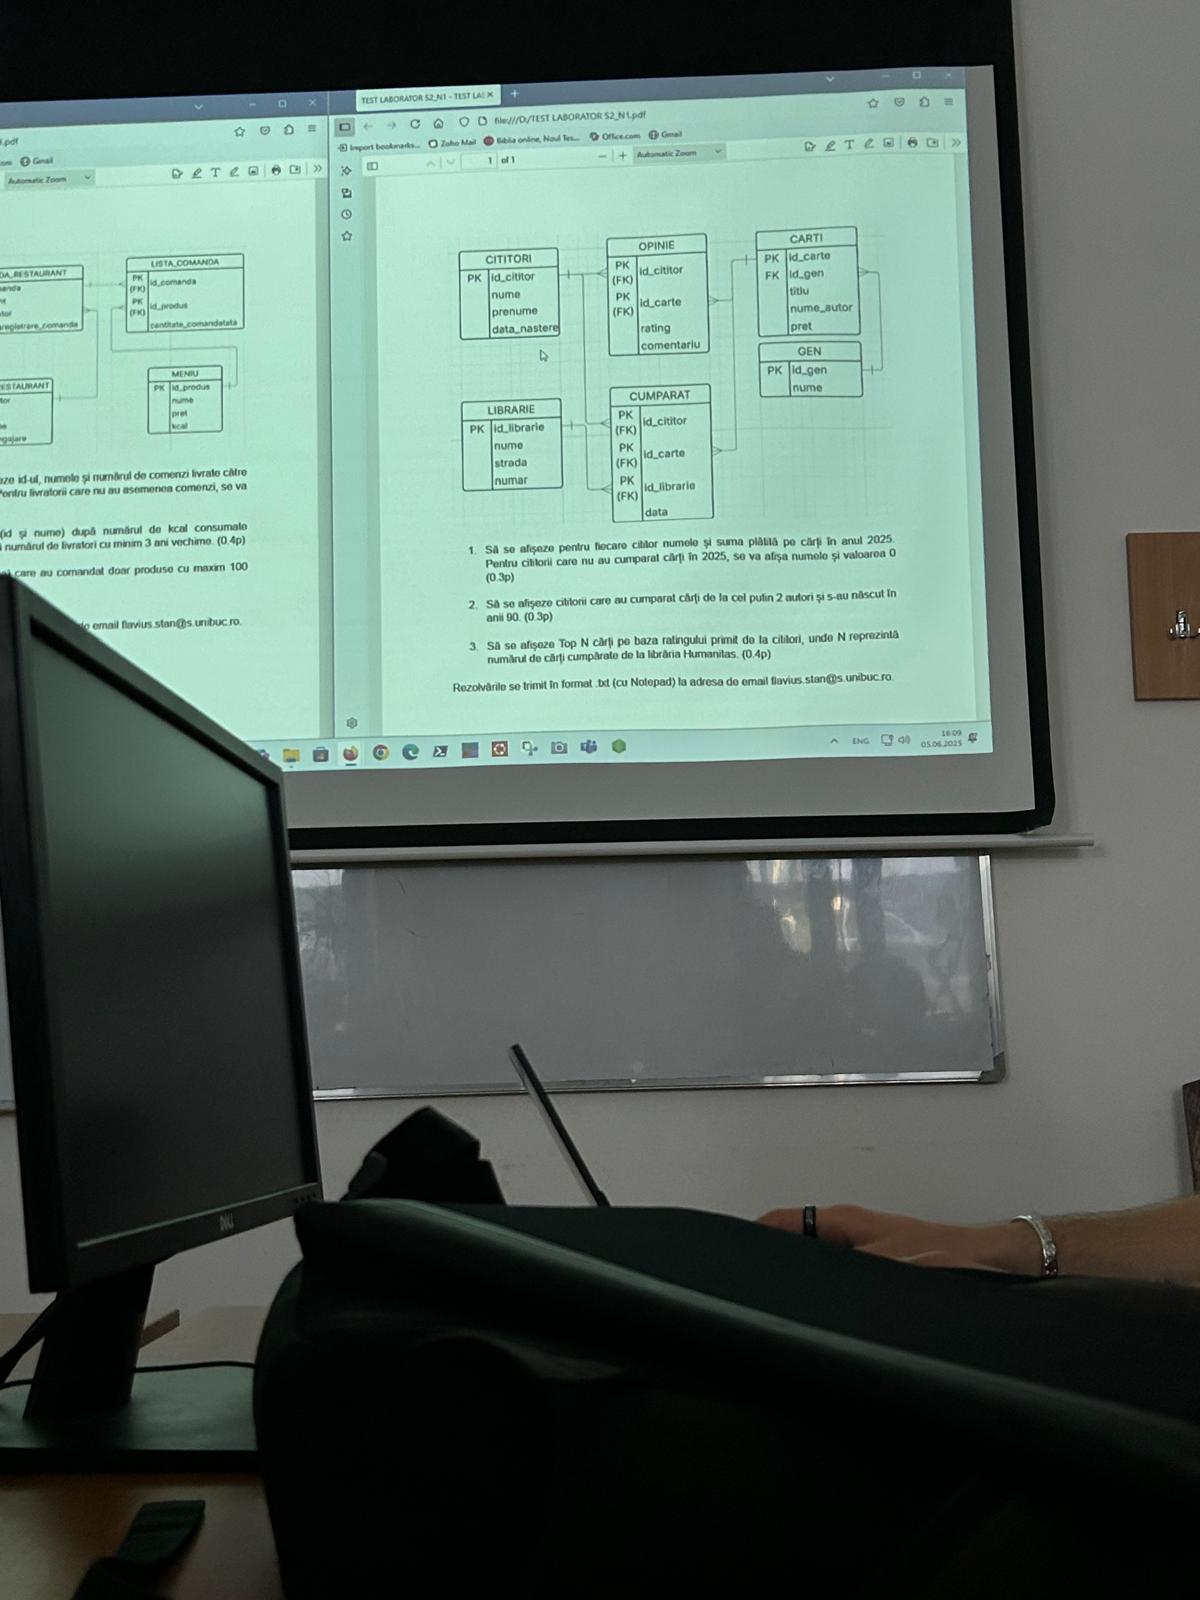 TEST LABORATOR S2_N1 - TEST LA
file:///D:/TEST LABORATOR S2_N1.pdf
Import bookmarks...
Zoho Mail
Biblia online, Noul Tes...
Office.com
Gmail
1 of 1
Automatic Zoom
.pdf
Gmail
Automatic Zoom
DA_RESTAURANT
anda
registrare_comanda
LISTA_COMANDA
PK
(FK) id_comanda
PK
(FK) id_produs
cantitate_comandatata
MENIU
PK id_produs
nume
pret
kcal
ESTAURANT
tor
ngajare
eze id-ul, numele și numărul de comenzi livrate către
Pentru livratorii care nu au asemenea comenzi, se va
(id și nume) după numărul de kcal consumate
numărul de livratori cu minim 3 ani vechime. (0.4p)
care au comandat doar produse cu maxim 100
email flavius.stan@s.unibuc.ro.
CITITORI
PK id_cititor
nume
prenume
data_nastere
OPINIE
PK
(FK) id_cititor
PK
(FK) id_carte
rating
comentariu
CARTI
PK id_carte
FK id_gen
titlu
nume_autor
pret
GEN
PK id_gen
nume
LIBRARIE
PK id_librarie
nume
strada
numar
CUMPARAT
PK
(FK) id_cititor
PK
(FK) id_carte
PK
(FK) id_librarie
data
1. Să se afișeze pentru fiecare cititor numele și suma plătită pe cărți în anul 2025.
Pentru cititorii care nu au cumparat cărți în 2025, se va afișa numele și valoarea 0
(0.3p)
2. Să se afișeze cititorii care au cumparat cărți de la cel putin 2 autori și s-au născut în
anii 90. (0.3p)
3. Să se afișeze Top N cărți pe baza ratingului primit de la cititori, unde N reprezintă
numărul de cărți cumpărate de la librăria Humanitas. (0.4p)
Rezolvările se trimit în format .txt (cu Notepad) la adresa de email flavius.stan@s.unibuc.ro.
ENG
16:09
05.06.2025
DELL